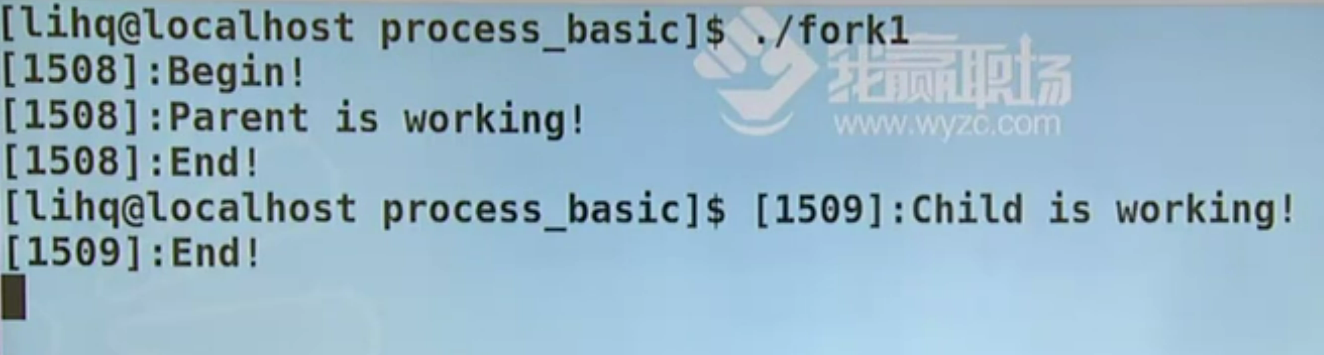 [lihq@localhost process_basic]$ ./fork1
[1508]:Begin!
[1508]:Parent is working!
[1508]:End!
[lihq@localhost process_basic]$ [1509]:Child is working!
[1509]:End!
我赢职场
www.wyzc.com